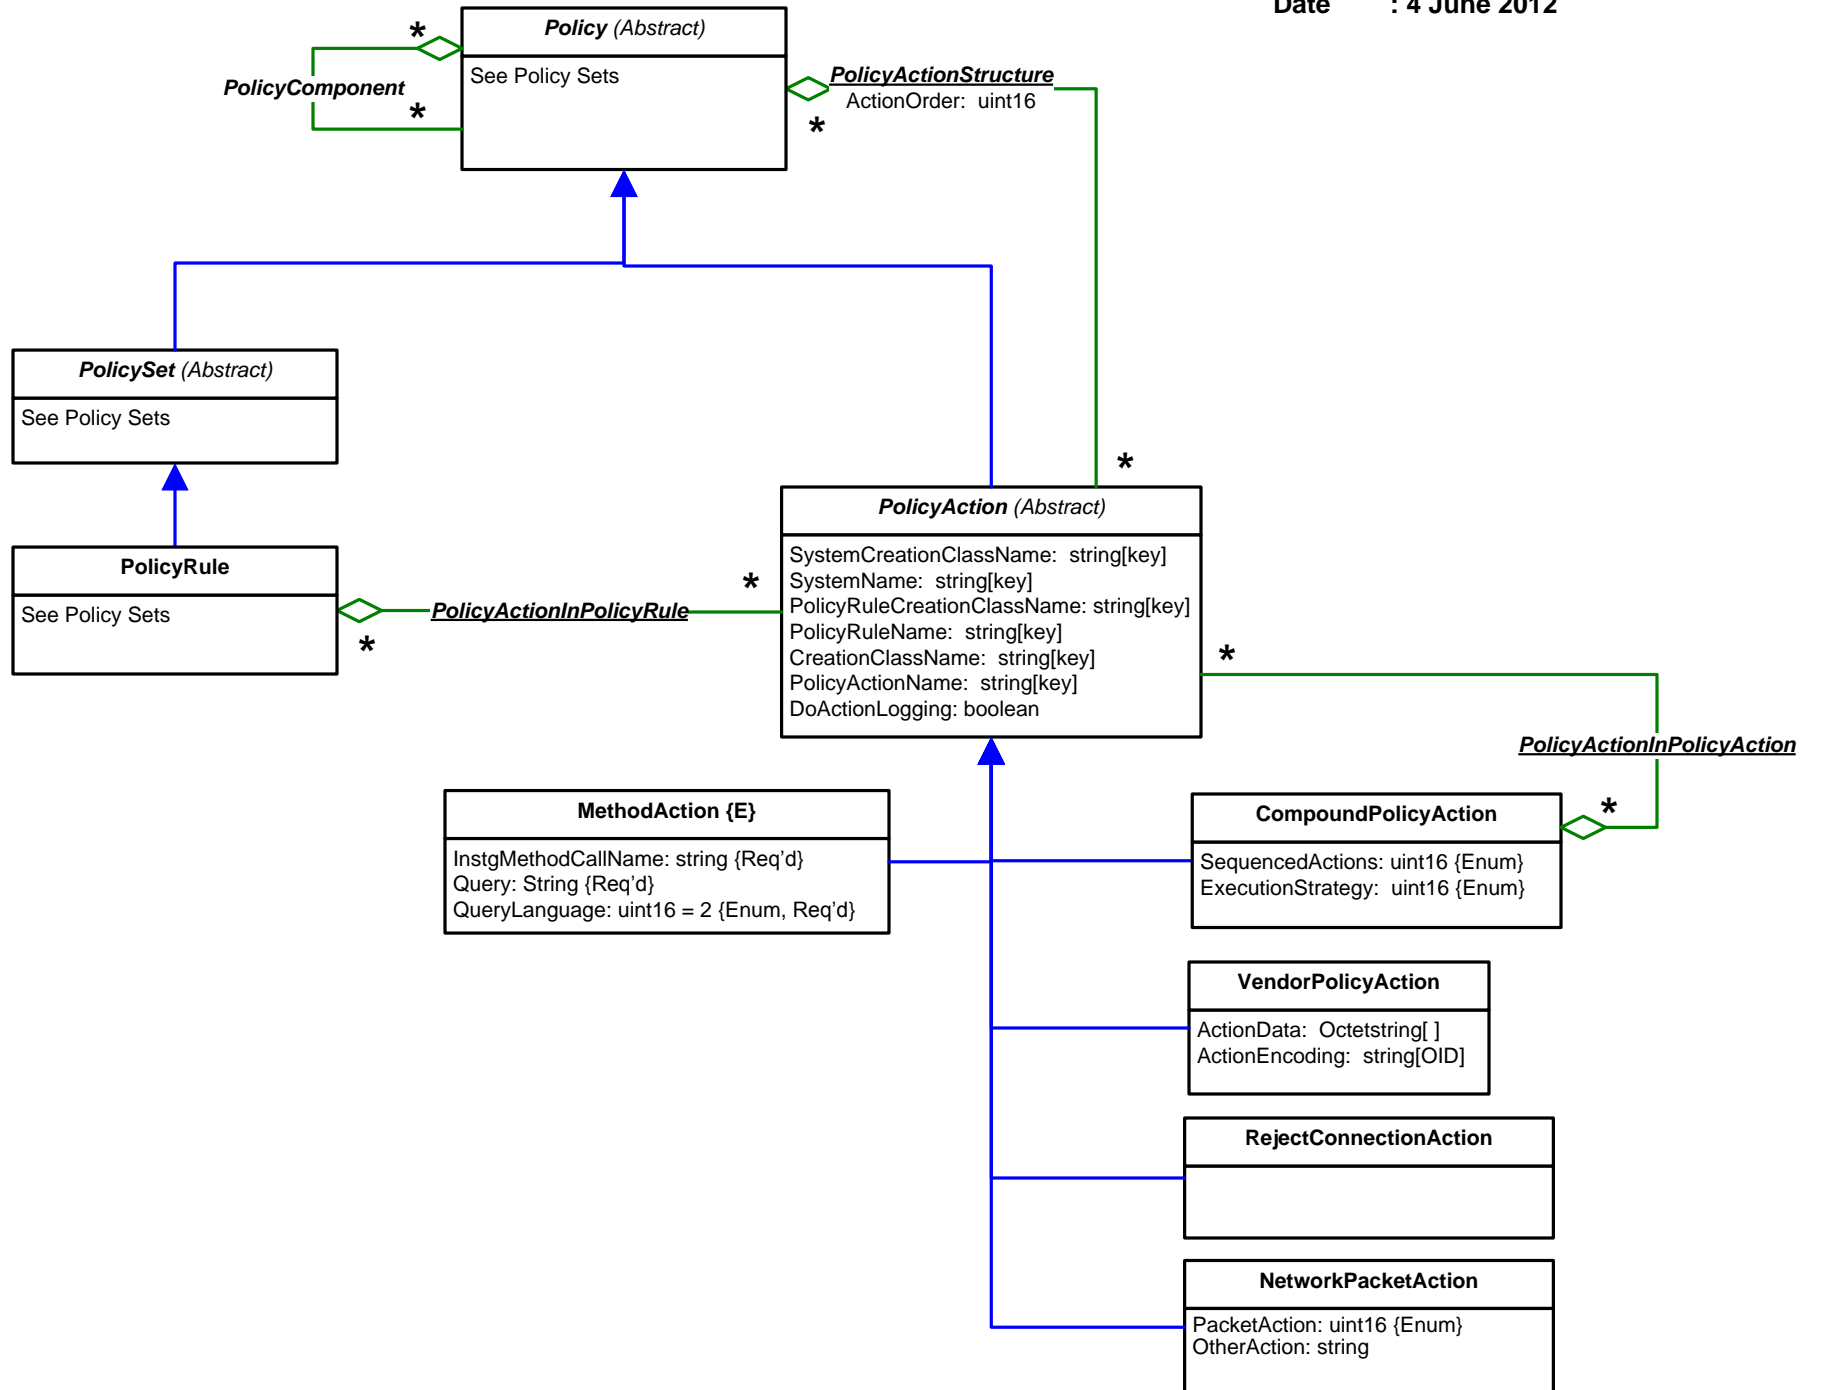 Date : 4 June 2012
*
Policy (Abstract)
See Policy Sets
PolicyComponent
*
PolicyActionStructure
ActionOrder: uint16
*
PolicySet (Abstract)
See Policy Sets
*
PolicyAction (Abstract)
SystemCreationClassName: string[key]
SystemName: string[key]
PolicyRuleCreationClassName: string[key]
PolicyRuleName: string[key]
CreationClassName: string[key]
PolicyActionName: string[key]
DoActionLogging: boolean
PolicyRule
See Policy Sets
*
PolicyActionInPolicyRule
*
*
PolicyActionInPolicyAction
*
MethodAction {E}
InstgMethodCallName: string {Req’d}
Query: String {Req’d}
QueryLanguage: uint16 = 2 {Enum, Req’d}
CompoundPolicyAction
SequencedActions: uint16 {Enum}
ExecutionStrategy: uint16 {Enum}
VendorPolicyAction
ActionData: Octetstring[ ]
ActionEncoding: string[OID]
RejectConnectionAction
NetworkPacketAction
PacketAction: uint16 {Enum}
OtherAction: string